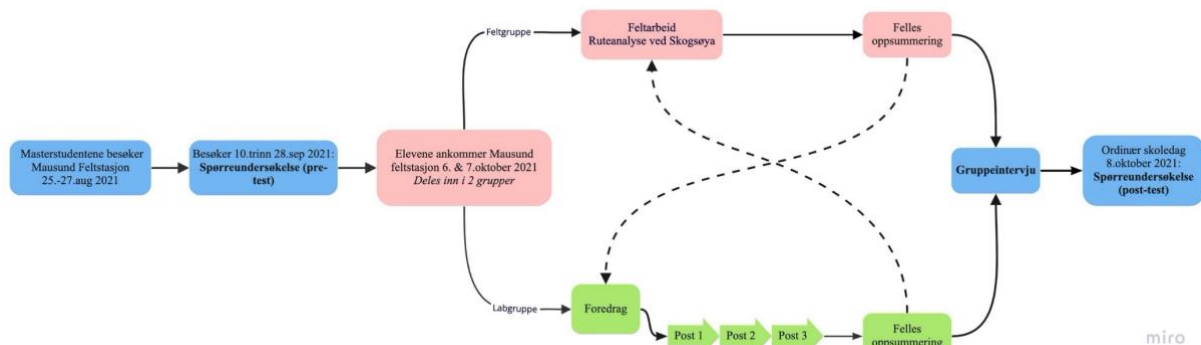 Masterstudentene besøker
Mausund Feltstasjon
25.-27.aug 2021
Besøker 10.trinn 28.sep 2021:
Spørreundersøkelse (pre-
test)
Elevene ankommer Mausund
feltstasjon 6. & 7.oktober 2021
Deles inn i 2 grupper
Feltgruppe
Feltarbeid
Ruteanalyse ved Skogsøya
Felles
oppsummering
Labgruppe
Foredrag
Post 1
Post 2
Post 3
Felles
oppsummering
Gruppeintervju
Ordinær skoledag
8.oktober 2021:
Spørreundersøkelse
(post-test)
miro